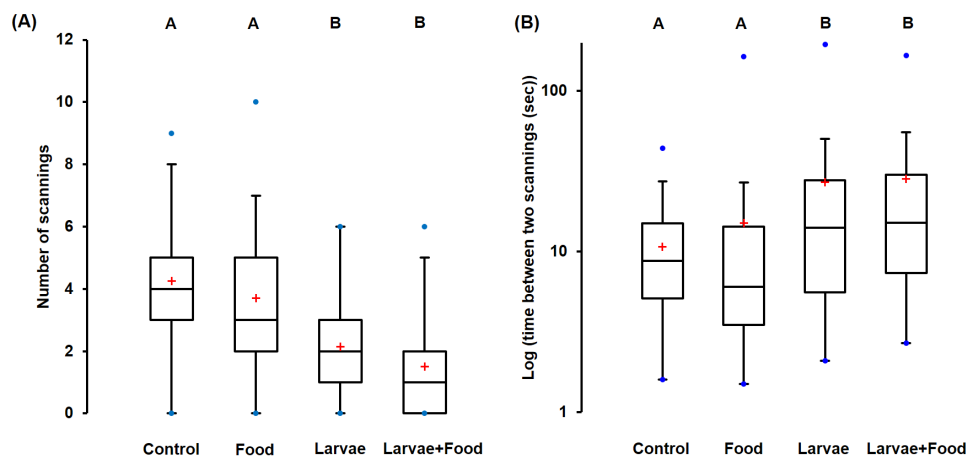 (A)
A A B B
Number of scannings
12
10
8
6
4
2
0
Control Food Larvae Larvae+Food
(B)
A A B B
Log (time between two scannings (sec))
100
10
1
Control Food Larvae Larvae+Food